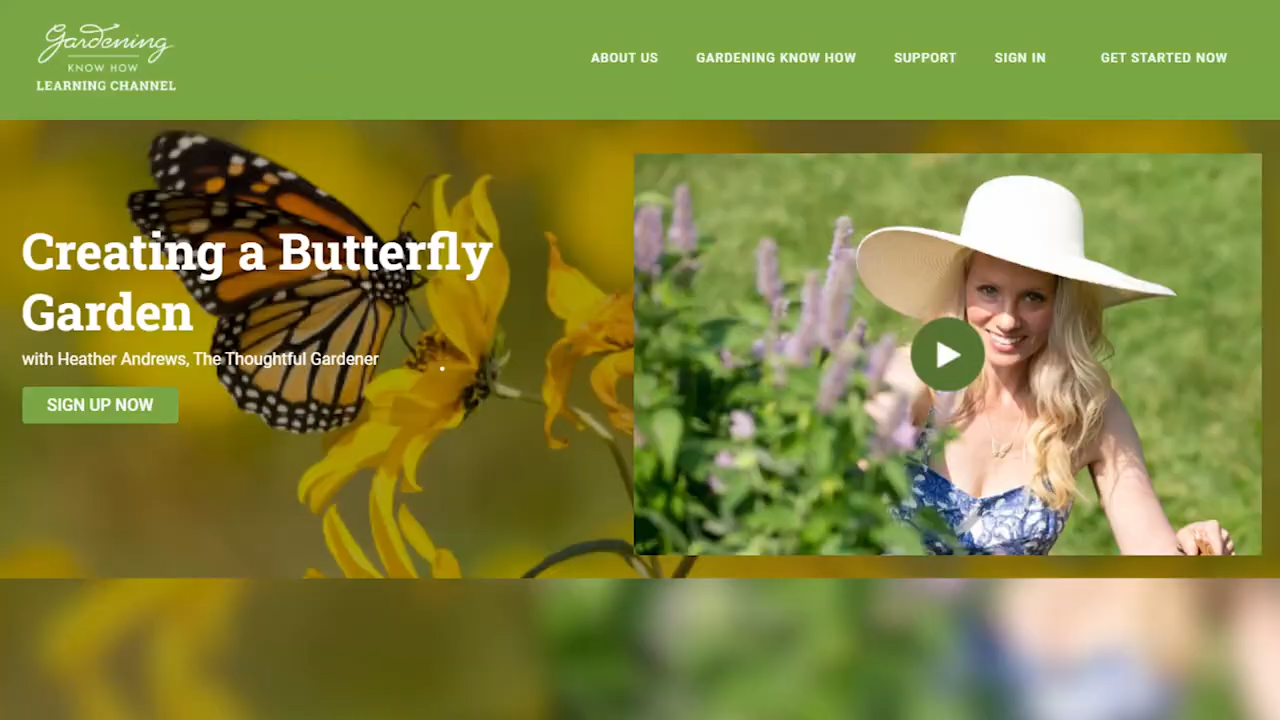 Gardening
KNOW HOW
LEARNING CHANNEL
ABOUT US
GARDENING KNOW HOW
SUPPORT
SIGN IN
GET STARTED NOW
Creating a Butterfly
Garden
with Heather Andrews, The Thoughtful Gardener
SIGN UP NOW